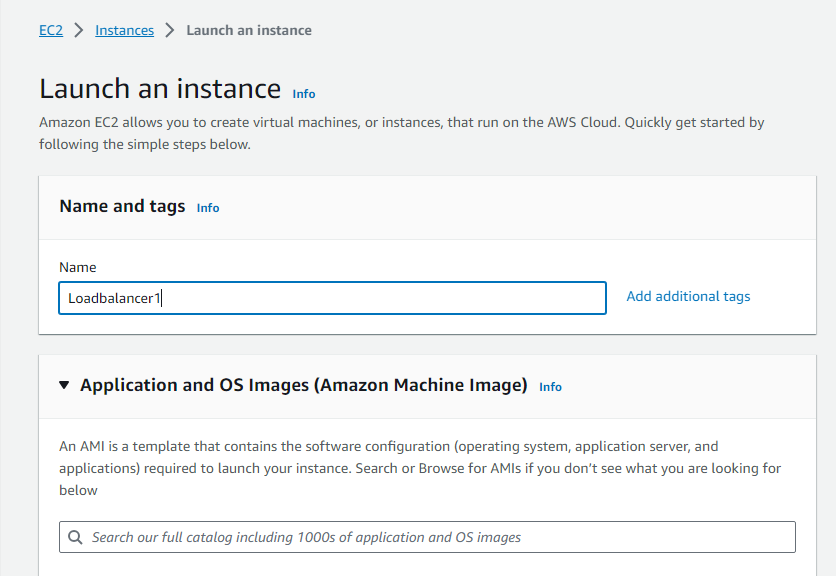 EC2 > Instances > Launch an instance
Launch an instance Info
Amazon EC2 allows you to create virtual machines, or instances, that run on the AWS Cloud. Quickly get started by
following the simple steps below.
Name and tags Info
Name
Loadbalancer1 Add additional tags
Application and OS Images (Amazon Machine Image) Info
An AMI is a template that contains the software configuration (operating system, application server, and
applications) required to launch your instance. Search or Browse for AMIs if you don't see what you are looking for
below
Search our full catalog including 1000s of application and OS images